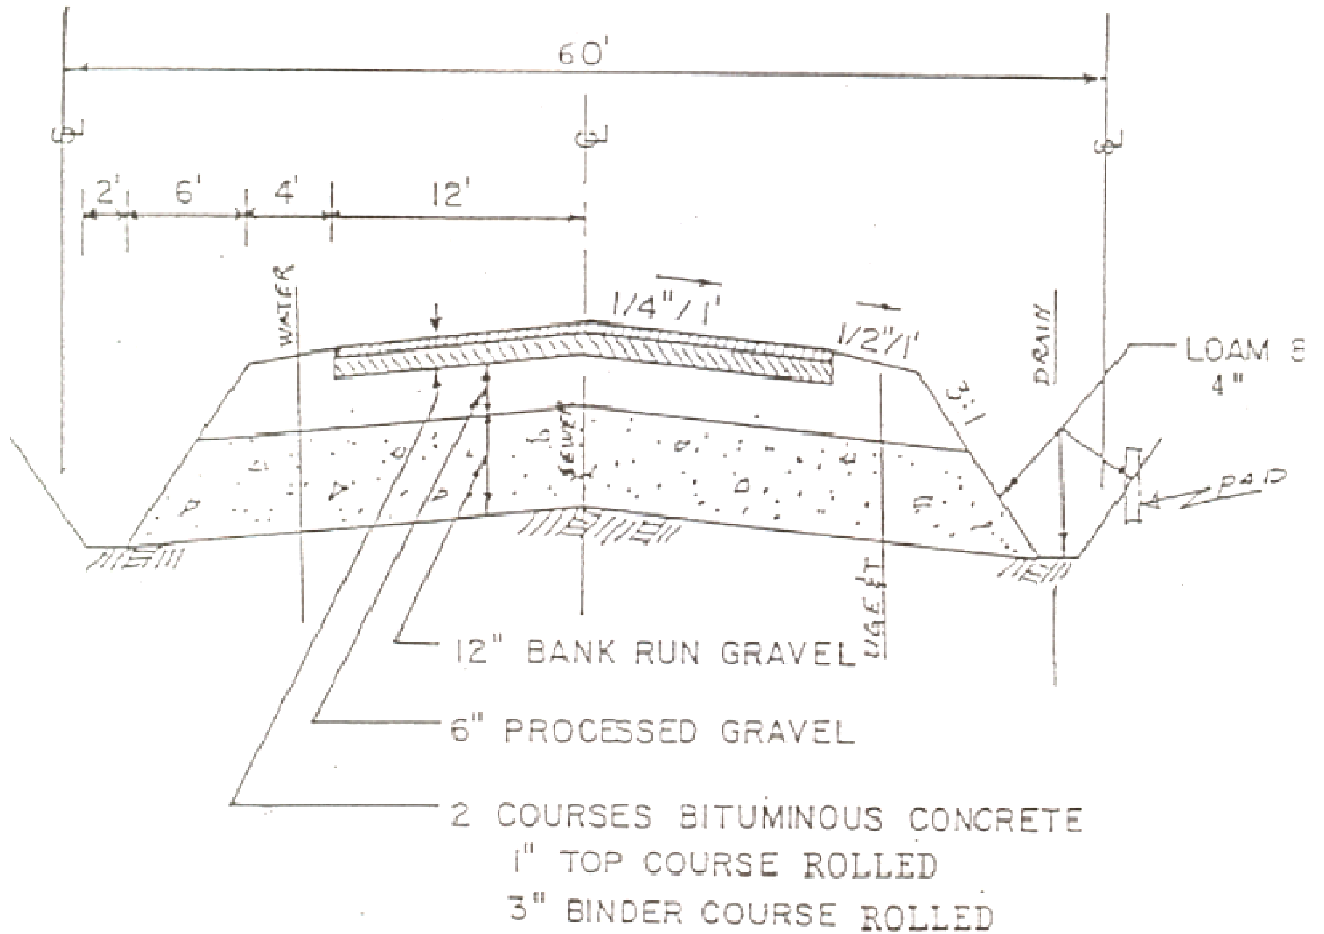 60'
2' 6' 4' 12'
WATER
1/4"/1'
1/2"/1'
DRAIN
LOAM
4"
3:1
SEWER
12" BANK RUN GRAVEL
6" PROCESSED GRAVEL
2 COURSES BITUMINOUS CONCRETE
1" TOP COURSE ROLLED
3" BINDER COURSE ROLLED